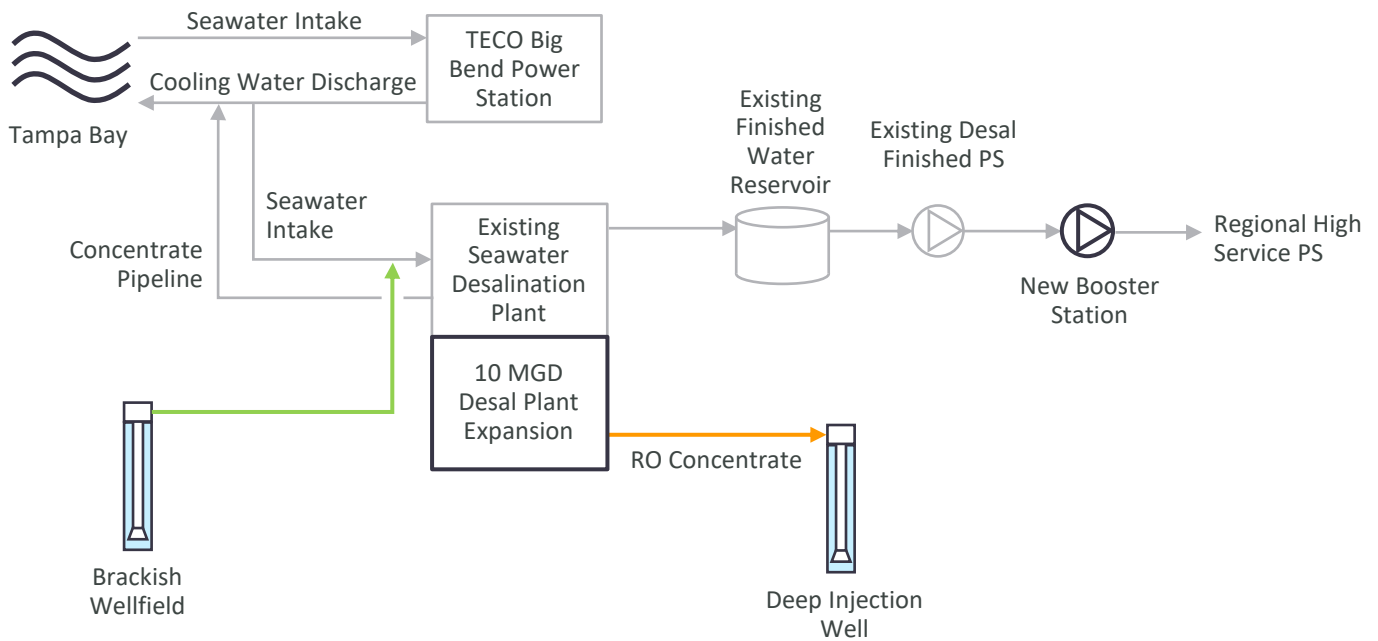 Seawater Intake
TECO Big
Bend Power
Station
Cooling Water Discharge
Tampa Bay
Existing
Finished
Water
Reservoir
Existing Desal
Finished PS
Seawater
Intake
Concentrate
Pipeline
Existing
Seawater
Desalination
Plant
Regional High
Service PS
New Booster
Station
10 MGD
Desal Plant
Expansion
RO Concentrate
Brackish
Wellfield
Deep Injection
Well